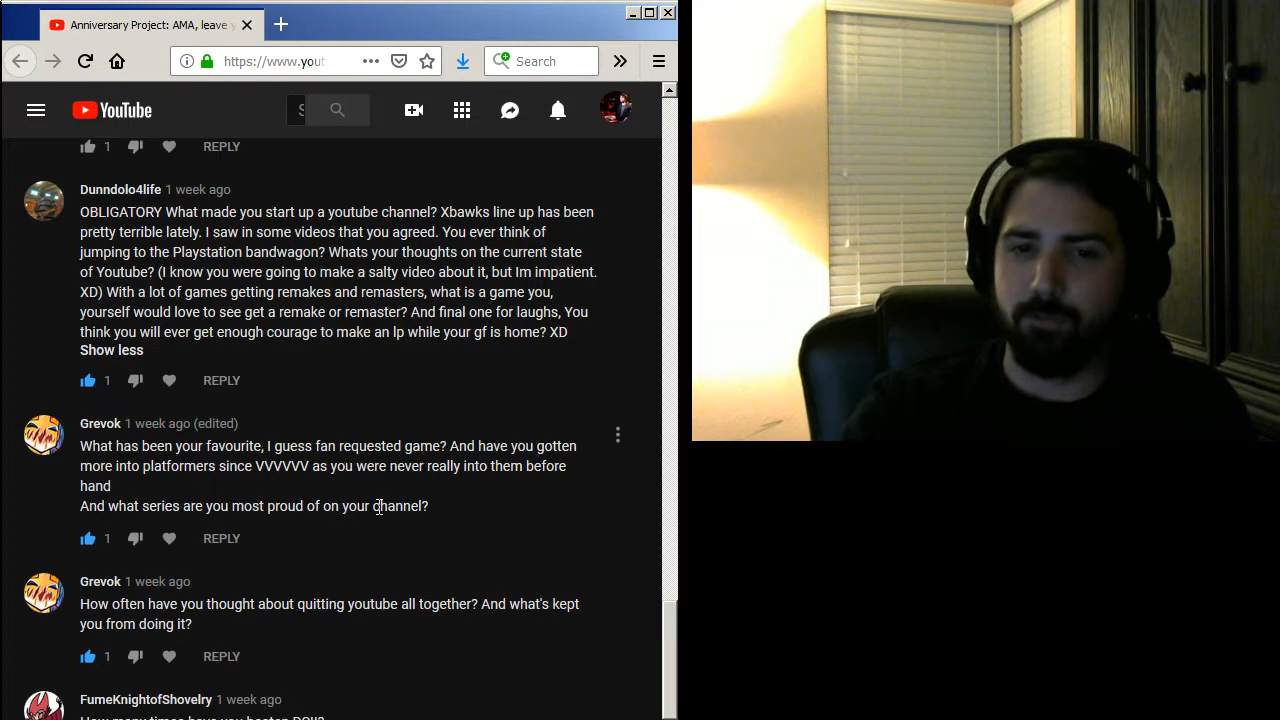 Anniversary Project: AMA, leave y
https://www.yout
Search
YouTube
S
1
REPLY
Dunndolo4life 1 week ago
OBLIGATORY What made you start up a youtube channel? Xbawks line up has been
pretty terrible lately. I saw in some videos that you agreed. You ever think of
jumping to the Playstation bandwagon? Whats your thoughts on the current state
of Youtube? (I know you were going to make a salty video about it, but Im impatient.
XD) With a lot of games getting remakes and remasters, what is a game you,
yourself would love to see get a remake or remaster? And final one for laughs, You
think you will ever get enough courage to make an lp while your gf is home? XD
Show less
1
REPLY
Grevok 1 week ago (edited)
What has been your favourite, I guess fan requested game? And have you gotten
more into platformers since VVVVVV as you were never really into them before
hand
And what series are you most proud of on your channel?
1
REPLY
Grevok 1 week ago
How often have you thought about quitting youtube all together? And what's kept
you from doing it?
1
REPLY
FumeKnightofShovelry 1 week ago
How many times have you beaten